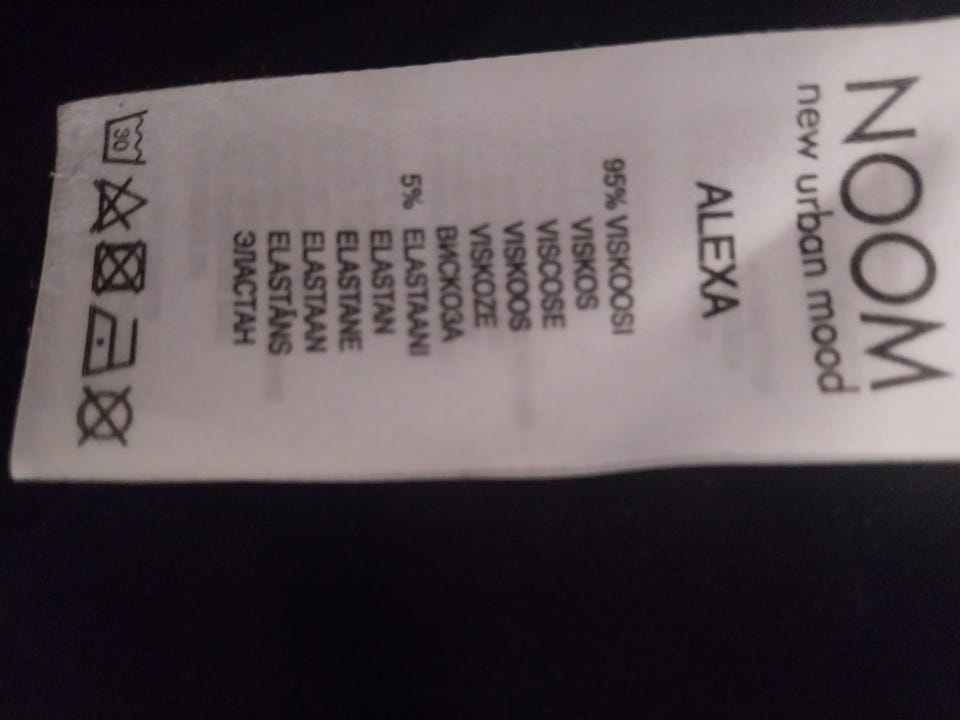 NOOM
new urban mood
ALEXA
95% VISKOOSI
VISKOS
VISCOSE
VISKOOS
VISKOZE
ВИСКОЗА
5% ELASTAANI
ELASTAN
ELASTANE
ELASTAAN
ELASTĀNS
ЭЛАСТАН
30